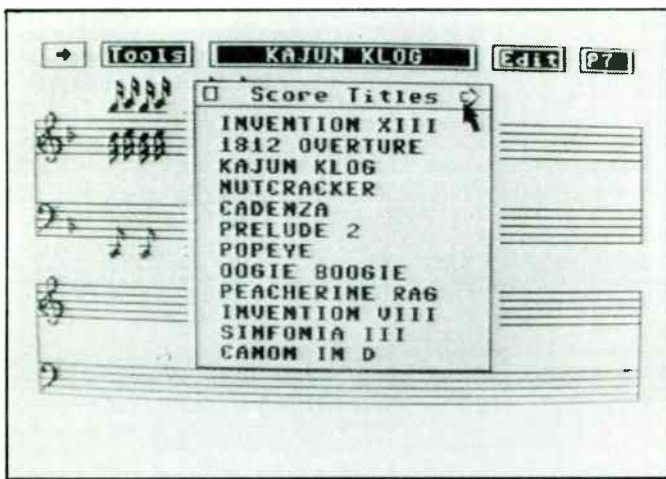 Tools KAJUN KLOG Edit P7
Score Titles
INVENTION XIII
1812 OVERTURE
KAJUN KLOG
NUTCRACKER
CADENZA
PRELUDE 2
POPEYE
OOGIE BOOGIE
PEACHERINE RAG
INVENTION VIII
SINFONIA III
CANON IN D